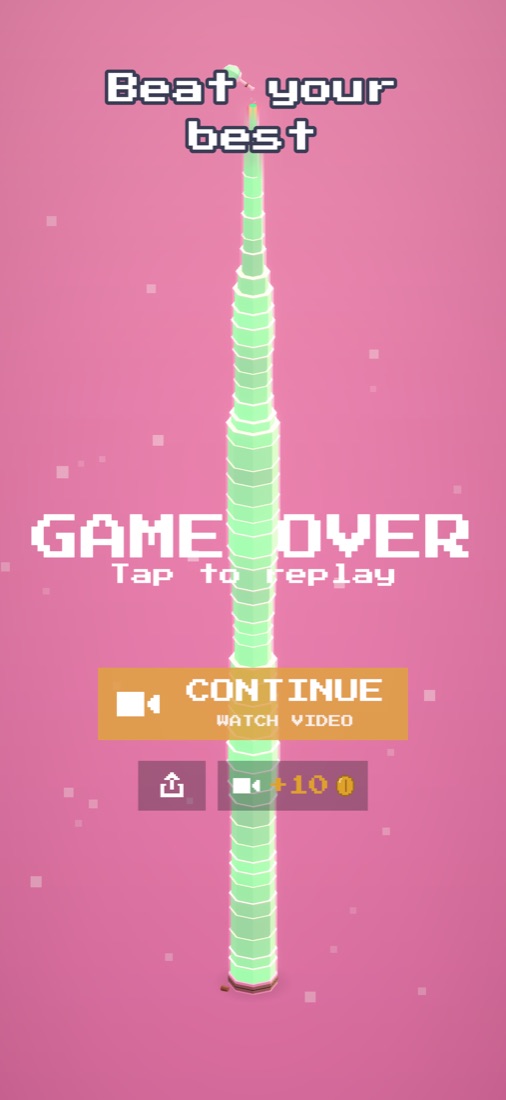 Beat your
best
GAME OVER
Tap to replay
CONTINUE
WATCH VIDEO
+10